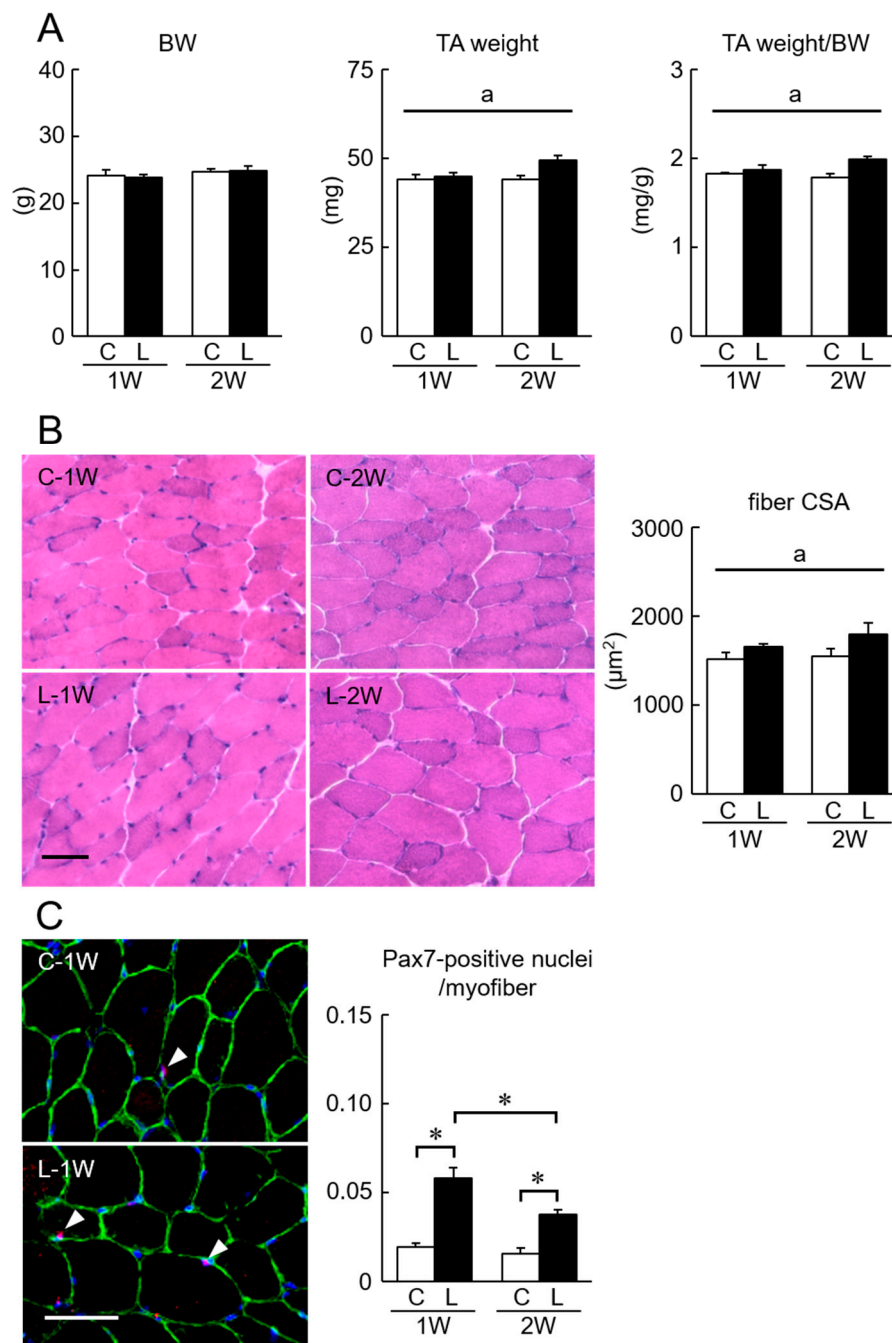 A
BW
40
30
20
10
0
(g)
C L C L
1W 2W
TA weight
75
50
25
0
(mg)
a
C L C L
1W 2W
TA weight/BW
3
2
1
0
(mg/g)
a
C L C L
1W 2W
B
C-1W
C-2W
L-1W
L-2W
fiber CSA
3000
2000
1000
0
(μm²)
a
C L C L
1W 2W
C
C-1W
L-1W
Pax7-positive nuclei
/myofiber
0.15
0.10
0.05
0
*
*
*
C L C L
1W 2W